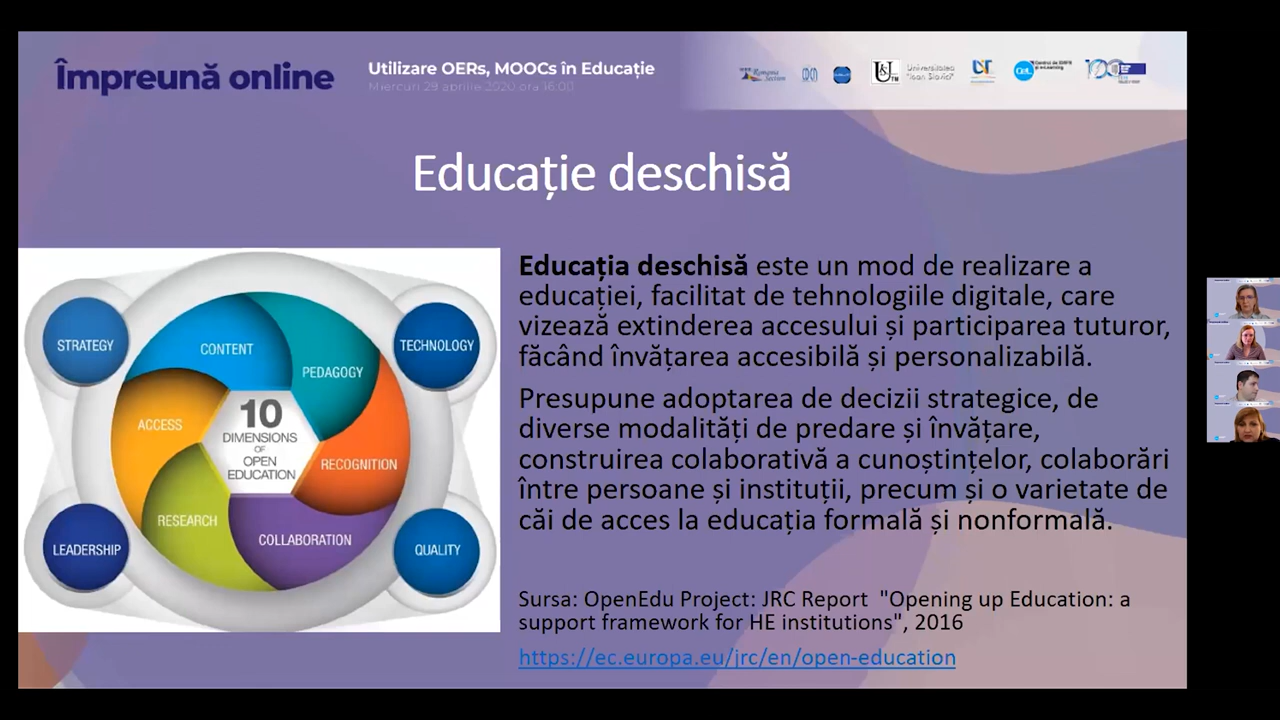 Împreună online
Utilizare OERs, MOOCs în Educație
Miercuri 29 aprilie 2020 ora 16:00
Universitatea
"Ioan Slavici"
Educație deschisă
STRATEGY
CONTENT
PEDAGOGY
TECHNOLOGY
ACCESS
10
DIMENSIONS
OF
OPEN
EDUCATION
RECOGNITION
RESEARCH
COLLABORATION
LEADERSHIP
QUALITY
Educația deschisă este un mod de realizare a
educației, facilitat de tehnologiile digitale, care
vizează extinderea accesului și participarea tuturor,
făcând învățarea accesibilă și personalizabilă.
Presupune adoptarea de decizii strategice, de
diverse modalități de predare și învățare,
construirea colaborativă a cunoștințelor, colaborări
între persoane și instituții, precum și o varietate de
căi de acces la educația formală și nonformală.
Sursa: OpenEdu Project: JRC Report "Opening up Education: a
support framework for HE institutions", 2016
https://ec.europa.eu/jrc/en/open-education